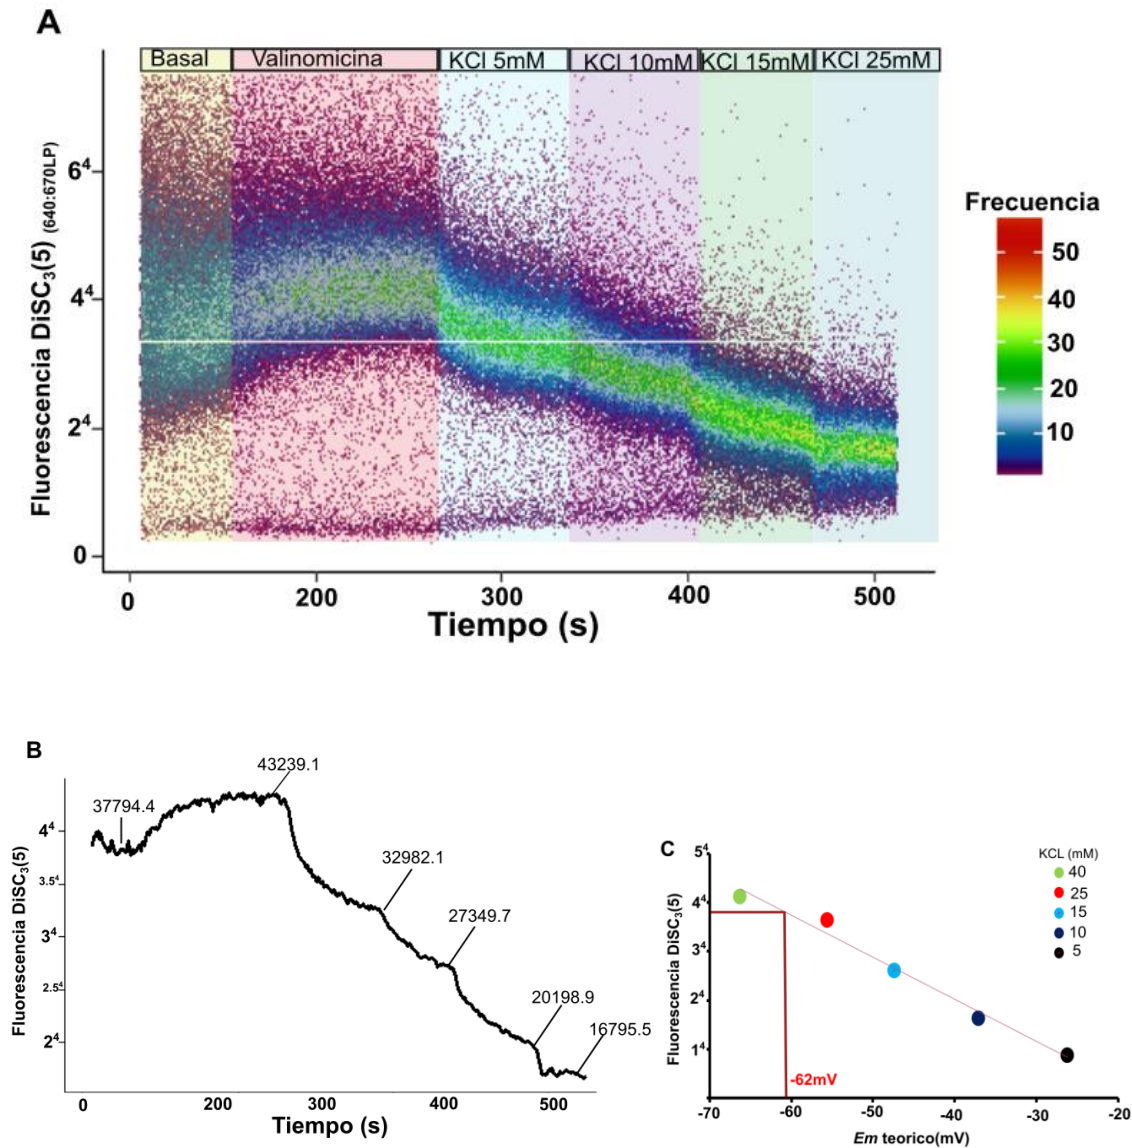 A
Basal Valinomicina KCl 5mM KCl 10mM KCl 15mM KCl 25mM
Fluorescencia DiSC3(5) (640:670LP)
6⁴
4⁴
2⁴
0
0 200 300 400 500
Tiempo (s)
Frecuencia
50
40
30
20
10
B
Fluorescencia DiSC3(5)
4⁴
3.5⁴
3⁴
2.5⁴
2⁴
37794.4
43239.1
32982.1
27349.7
20198.9
16795.5
0 200 300 400 500
Tiempo (s)
C
Fluorescencia DiSC3(5)
5⁴
4⁴
3⁴
2⁴
1⁴
KCL (mM)
40
25
15
10
5
-62mV
-70 -60 -50 -40 -30 -20
Em teorico(mV)